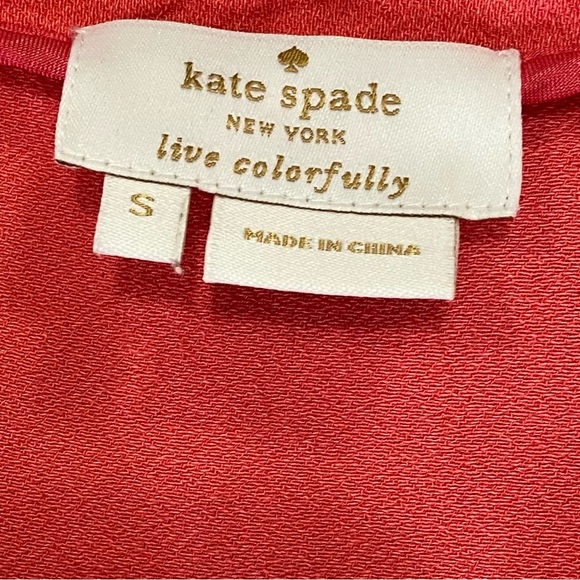 kate spade
NEW YORK
live colorfully
S
MADE IN CHINA